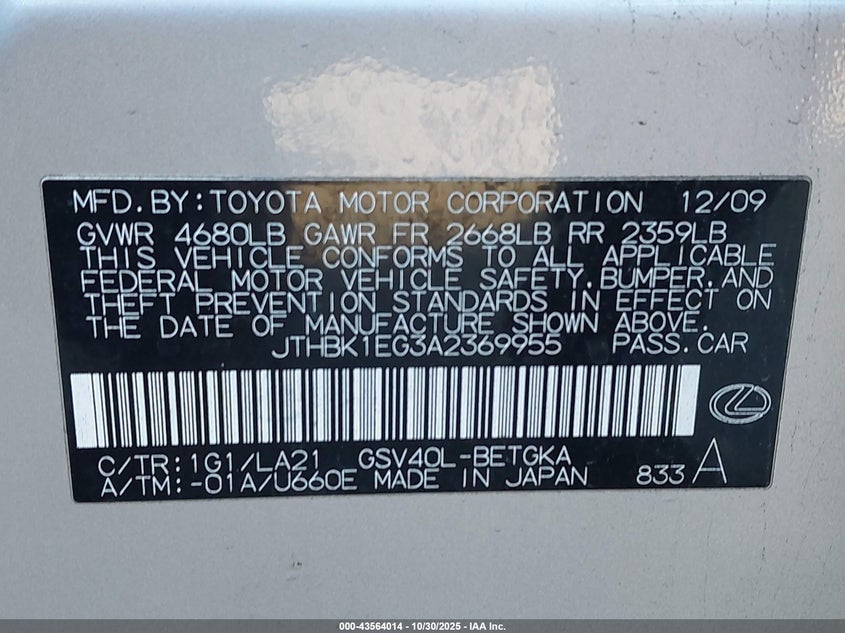 MFD. BY: TOYOTA MOTOR CORPORATION 12/09
GVWR 4680LB GAWR FR 2668LB RR 2359LB
THIS VEHICLE CONFORMS TO ALL APPLICABLE
FEDERAL MOTOR VEHICLE SAFETY, BUMPER, AND
THEFT PREVENTION STANDARDS IN EFFECT ON
THE DATE OF MANUFACTURE SHOWN ABOVE.
JTHBK1EG3A2369955 PASS. CAR
C/TR: 1G1/LA21 GSV40L-BETGKA
A/TM: -01A/U660E MADE IN JAPAN 833 A
000-43564014 - 10/30/2025 - IAA Inc.